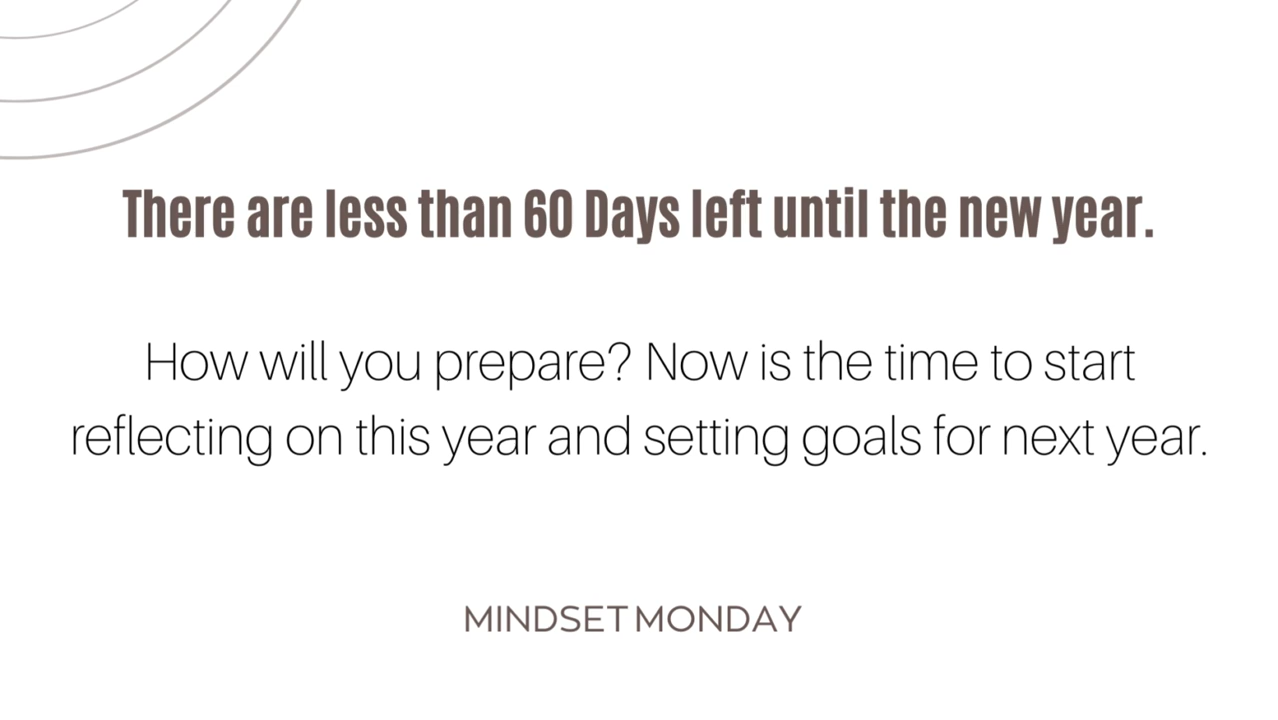 There are less than 60 Days left until the new year.
How will you prepare? Now is the time to start
reflecting on this year and setting goals for next year.
MINDSET MONDAY